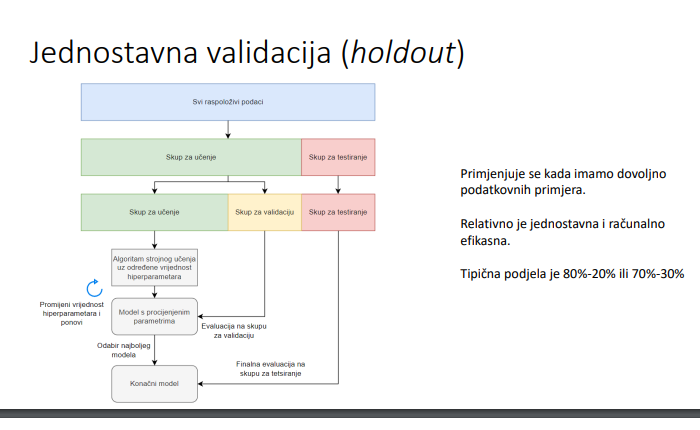 Jednostavna validacija (holdout)
Svi raspoloživi podaci
Skup za učenje
Skup za testiranje
Skup za učenje
Skup za validaciju
Skup za testiranje
Algoritam strojnog učenja
uz određene vrijednost
hiperparametara
Promijeni vrijednost
hiperparametara i
ponovi
Model s procijenjenim
parametrima
Evaluacija na skupu
za validaciju
Odabir najboljeg
modela
Finalna evaluacija na
skupu za tetsiranje
Konačni model
Primjenjuje se kada imamo dovoljno
podatkovnih primjera.
Relativno je jednostavna i računalno
efikasna.
Tipična podjela je 80%-20% ili 70%-30%